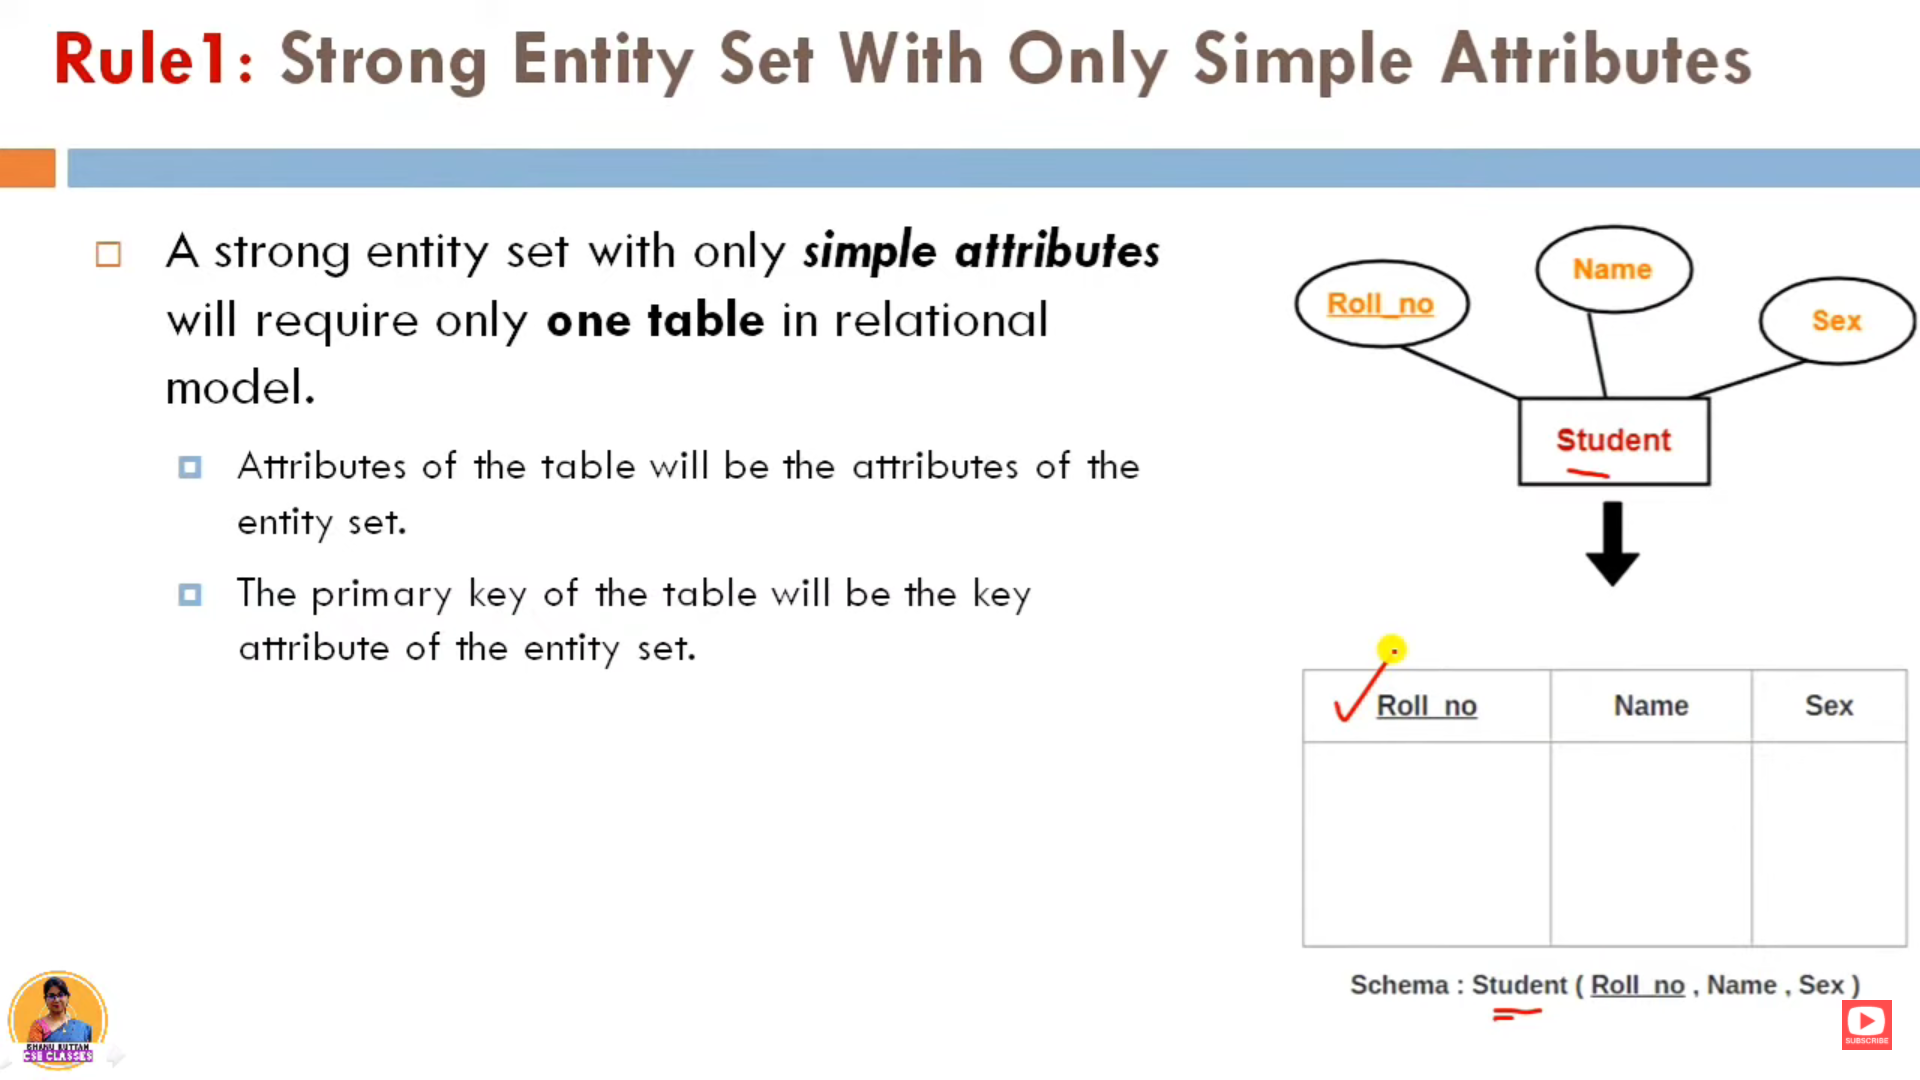 Rule1: Strong Entity Set With Only Simple Attributes
A strong entity set with only simple attributes
will require only one table in relational
model.
Attributes of the table will be the attributes of the
entity set.
The primary key of the table will be the key
attribute of the entity set.
Name
Roll_no
Sex
Student
Roll_no Name Sex
Schema : Student ( Roll_no , Name , Sex )
CSE CLASSES
SUBSCRIBE